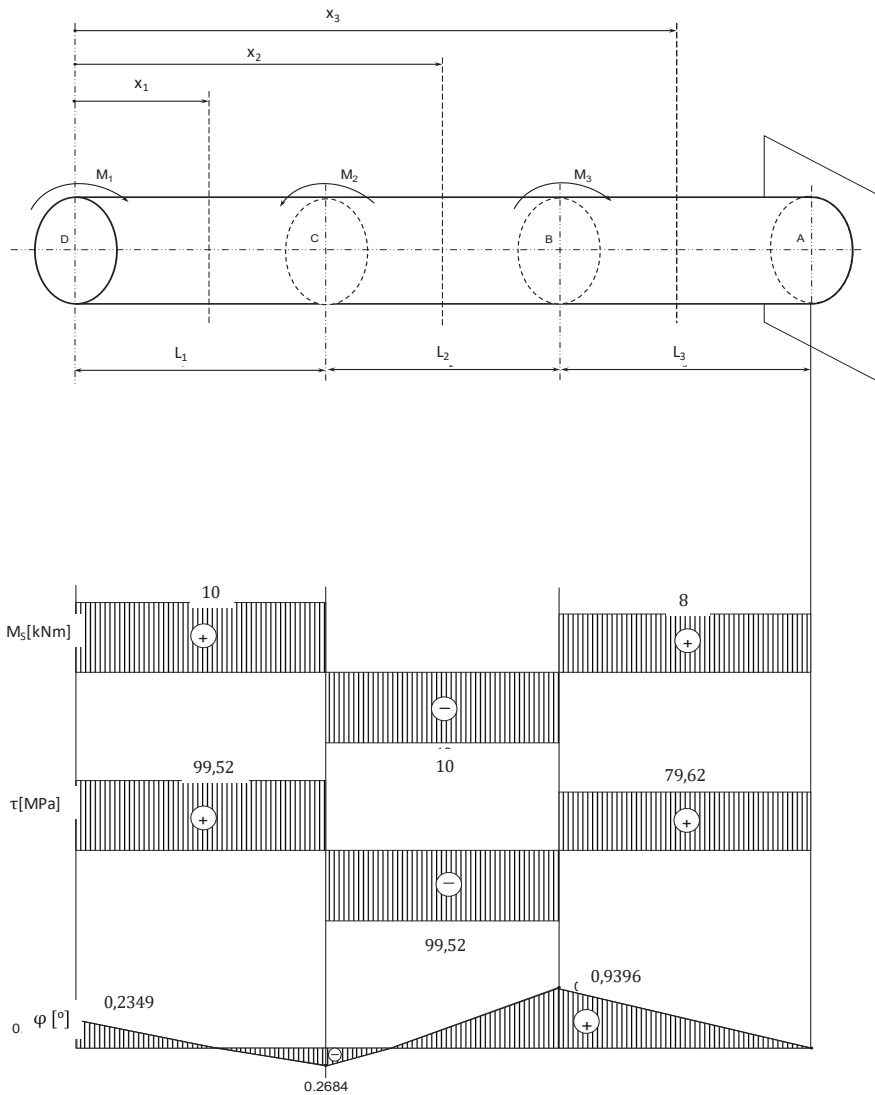 x₃
x₂
x₁
M₁ M₂ M₃
D C B A
L₁ L₂ L₃
10
8
Mₛ[kNm]
+
+
−
99,52
10
79,62
τ[MPa]
+
+
−
99,52
0,2349
0,9396
0 φ [º]
+
−
0.2684